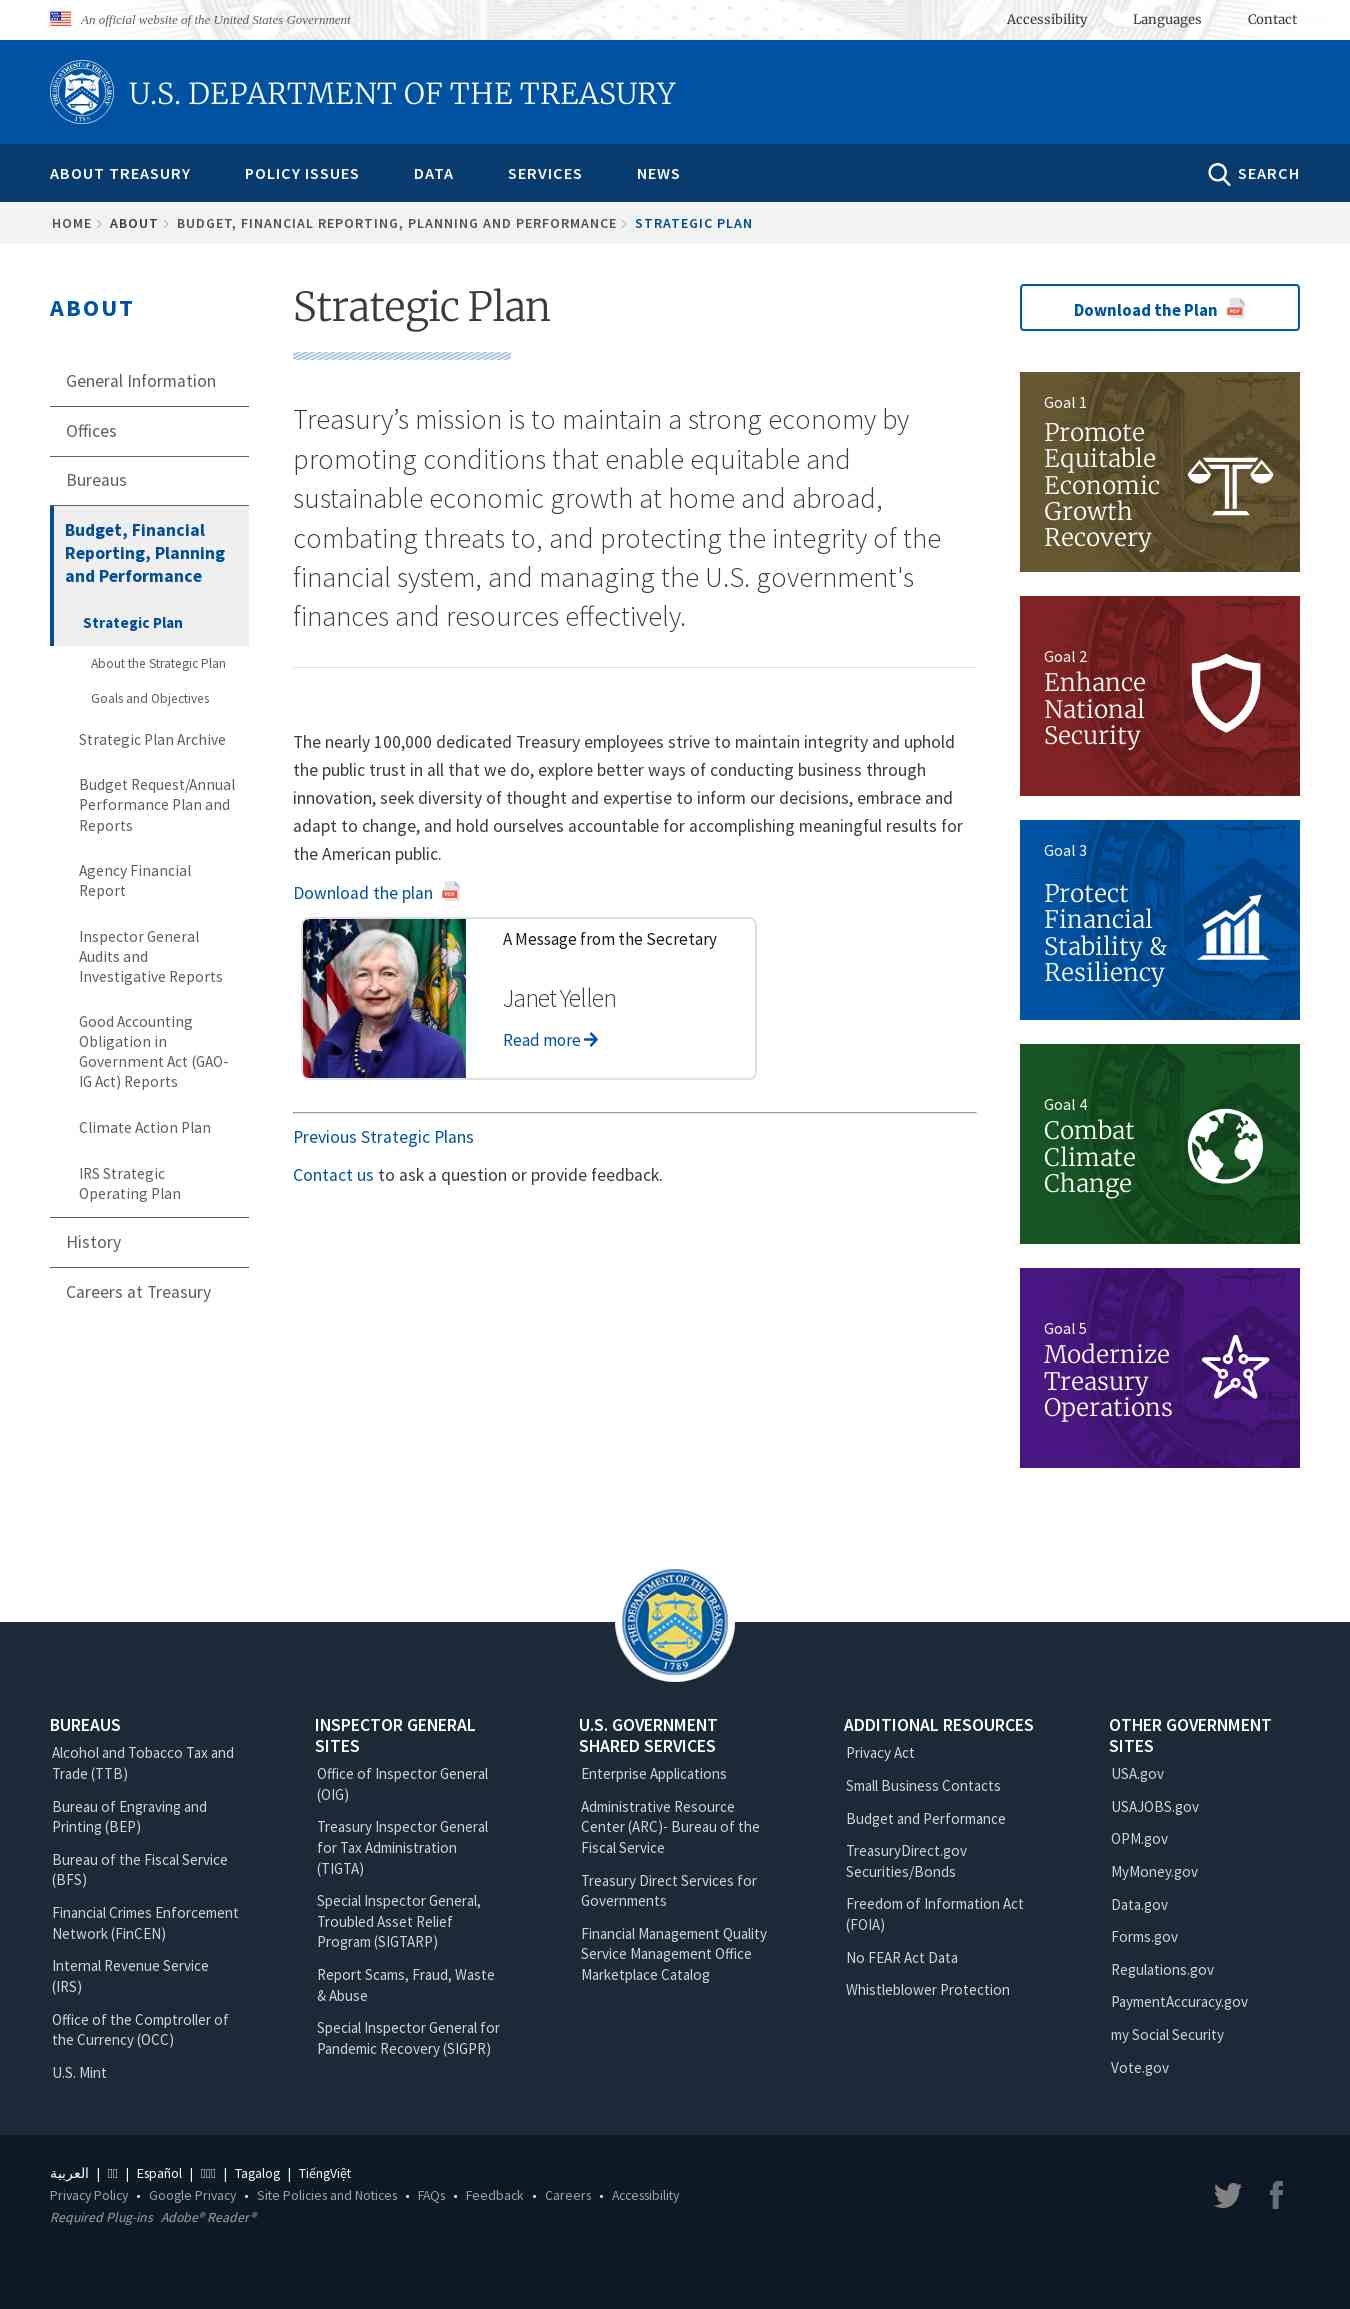 An official website of the United States Government
Accessibility
Languages
Contact
U.S. DEPARTMENT OF THE TREASURY
ABOUT TREASURY
POLICY ISSUES
DATA
SERVICES
NEWS
SEARCH
HOME
ABOUT
BUDGET, FINANCIAL REPORTING, PLANNING AND PERFORMANCE
STRATEGIC PLAN
ABOUT
General Information
Offices
Bureaus
Budget, Financial
Reporting, Planning
and Performance
Strategic Plan
About the Strategic Plan
Goals and Objectives
Strategic Plan Archive
Budget Request/Annual
Performance Plan and
Reports
Agency Financial
Report
Inspector General
Audits and
Investigative Reports
Good Accounting
Obligation in
Government Act (GAO-
IG Act) Reports
Climate Action Plan
IRS Strategic
Operating Plan
History
Careers at Treasury
Strategic Plan
Treasury’s mission is to maintain a strong economy by
promoting conditions that enable equitable and
sustainable economic growth at home and abroad,
combating threats to, and protecting the integrity of the
financial system, and managing the U.S. government's
finances and resources effectively.
The nearly 100,000 dedicated Treasury employees strive to maintain integrity and uphold
the public trust in all that we do, explore better ways of conducting business through
innovation, seek diversity of thought and expertise to inform our decisions, embrace and
adapt to change, and hold ourselves accountable for accomplishing meaningful results for
the American public.
Download the plan
A Message from the Secretary
Janet Yellen
Read more
Previous Strategic Plans
Contact us to ask a question or provide feedback.
Download the Plan
Goal 1
Promote
Equitable
Economic
Growth
Recovery
Goal 2
Enhance
National
Security
Goal 3
Protect
Financial
Stability &
Resiliency
Goal 4
Combat
Climate
Change
Goal 5
Modernize
Treasury
Operations
THE DEPARTMENT OF THE TREASURY
1789
BUREAUS
Alcohol and Tobacco Tax and
Trade (TTB)
Bureau of Engraving and
Printing (BEP)
Bureau of the Fiscal Service
(BFS)
Financial Crimes Enforcement
Network (FinCEN)
Internal Revenue Service
(IRS)
Office of the Comptroller of
the Currency (OCC)
U.S. Mint
INSPECTOR GENERAL
SITES
Office of Inspector General
(OIG)
Treasury Inspector General
for Tax Administration
(TIGTA)
Special Inspector General,
Troubled Asset Relief
Program (SIGTARP)
Report Scams, Fraud, Waste
& Abuse
Special Inspector General for
Pandemic Recovery (SIGPR)
U.S. GOVERNMENT
SHARED SERVICES
Enterprise Applications
Administrative Resource
Center (ARC)- Bureau of the
Fiscal Service
Treasury Direct Services for
Governments
Financial Management Quality
Service Management Office
Marketplace Catalog
ADDITIONAL RESOURCES
Privacy Act
Small Business Contacts
Budget and Performance
TreasuryDirect.gov
Securities/Bonds
Freedom of Information Act
(FOIA)
No FEAR Act Data
Whistleblower Protection
OTHER GOVERNMENT
SITES
USA.gov
USAJOBS.gov
OPM.gov
MyMoney.gov
Data.gov
Forms.gov
Regulations.gov
PaymentAccuracy.gov
my Social Security
Vote.gov
العربية | | Español | | Tagalog | TiếngViệt
Privacy Policy • Google Privacy • Site Policies and Notices • FAQs • Feedback • Careers • Accessibility
Required Plug-ins Adobe® Reader®